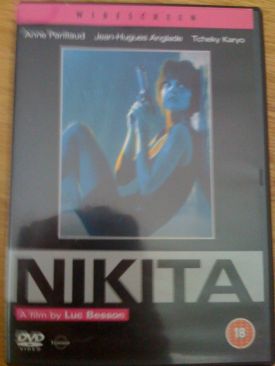 WIDESCREEN
Anne Parillaud Jean-Hugues Anglade Tcheky Karyo
NIKITA
A film by Luc Besson
DVD
VIDEO
18